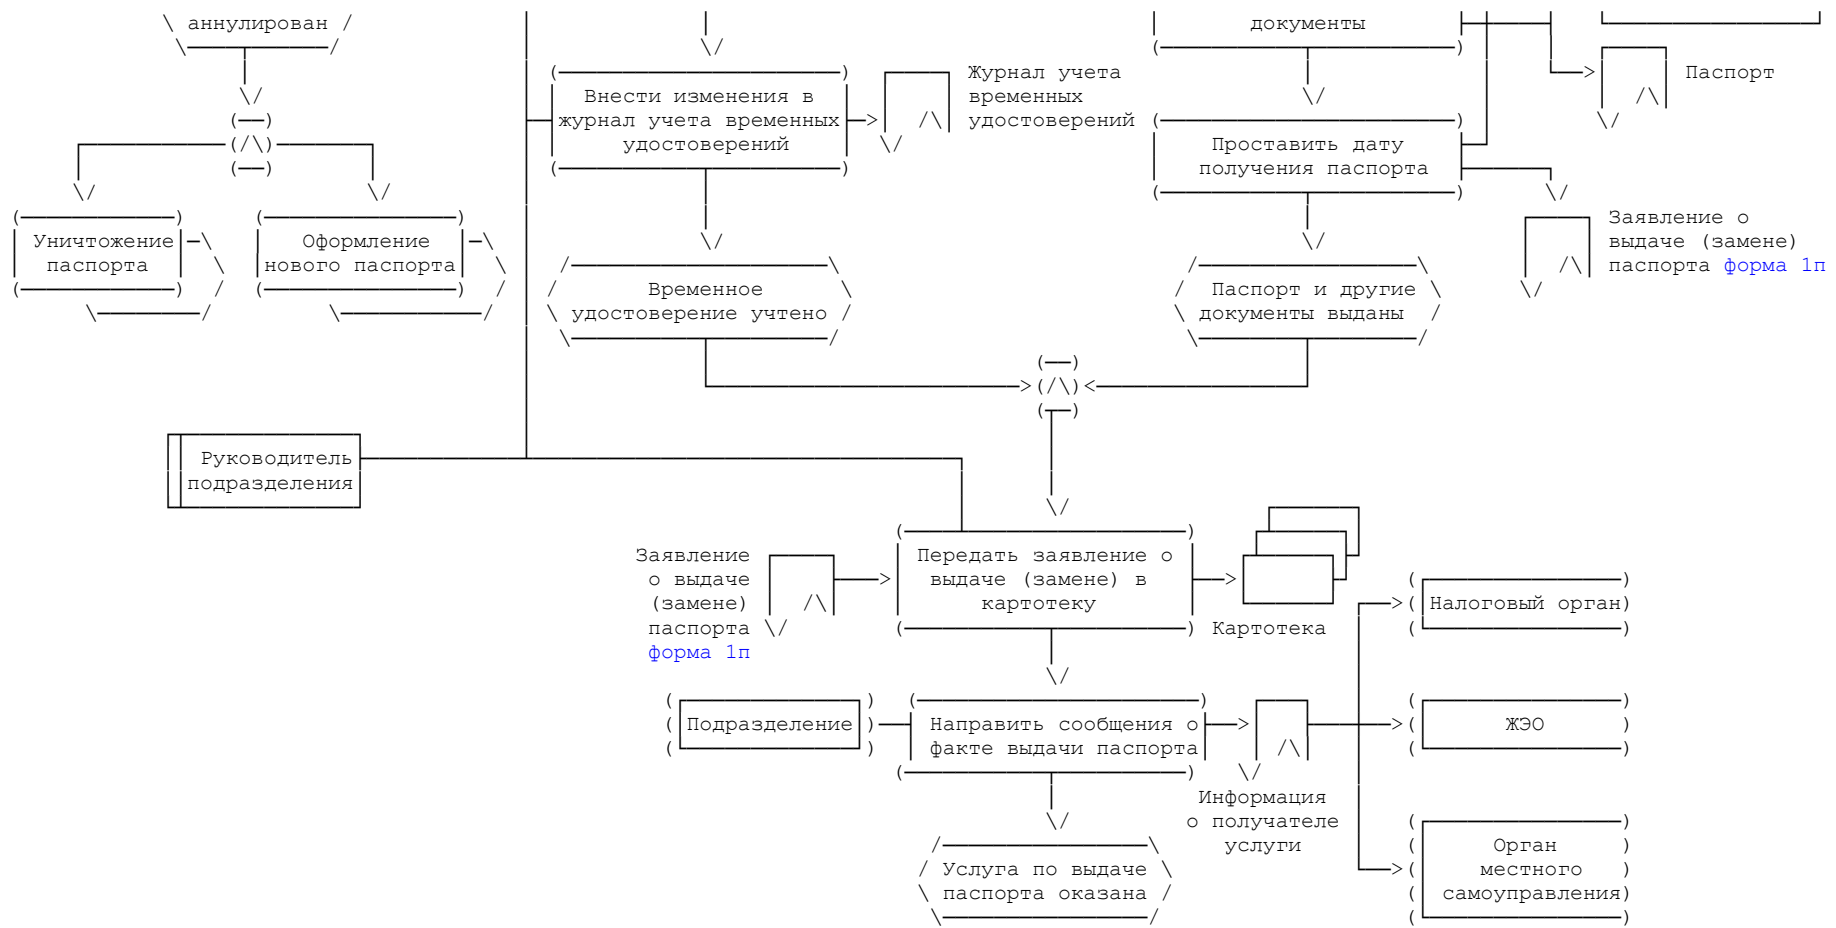 аннулирован
документы
Паспорт
Внести изменения в
журнал учета временных
удостоверений
Журнал учета
временных
удостоверений
Проставить дату
получения паспорта
Уничтожение
паспорта
Оформление
нового паспорта
Временное
удостоверение учтено
Паспорт и другие
документы выданы
Заявление о
выдаче (замене)
паспорта форма 1п
Руководитель
подразделения
Заявление
о выдаче
(замене)
паспорта
форма 1п
Передать заявление о
выдаче (замене) в
картотеку
Картотека
Налоговый орган
Подразделение
Направить сообщения о
факте выдачи паспорта
ЖЭО
Информация
о получателе
услуги
Услуга по выдаче
паспорта оказана
Орган
местного
самоуправления